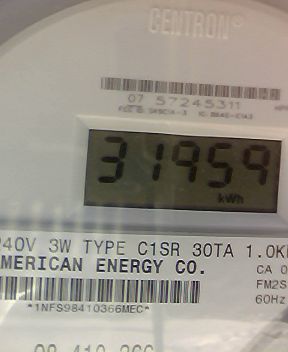 CENTRON®
07 57245311
31959
kWh
240V 3W TYPE C1SR 30TA 1.0K
AMERICAN ENERGY CO.
CA 0
FM2S
60Hz
*1NFS98410366MEC*